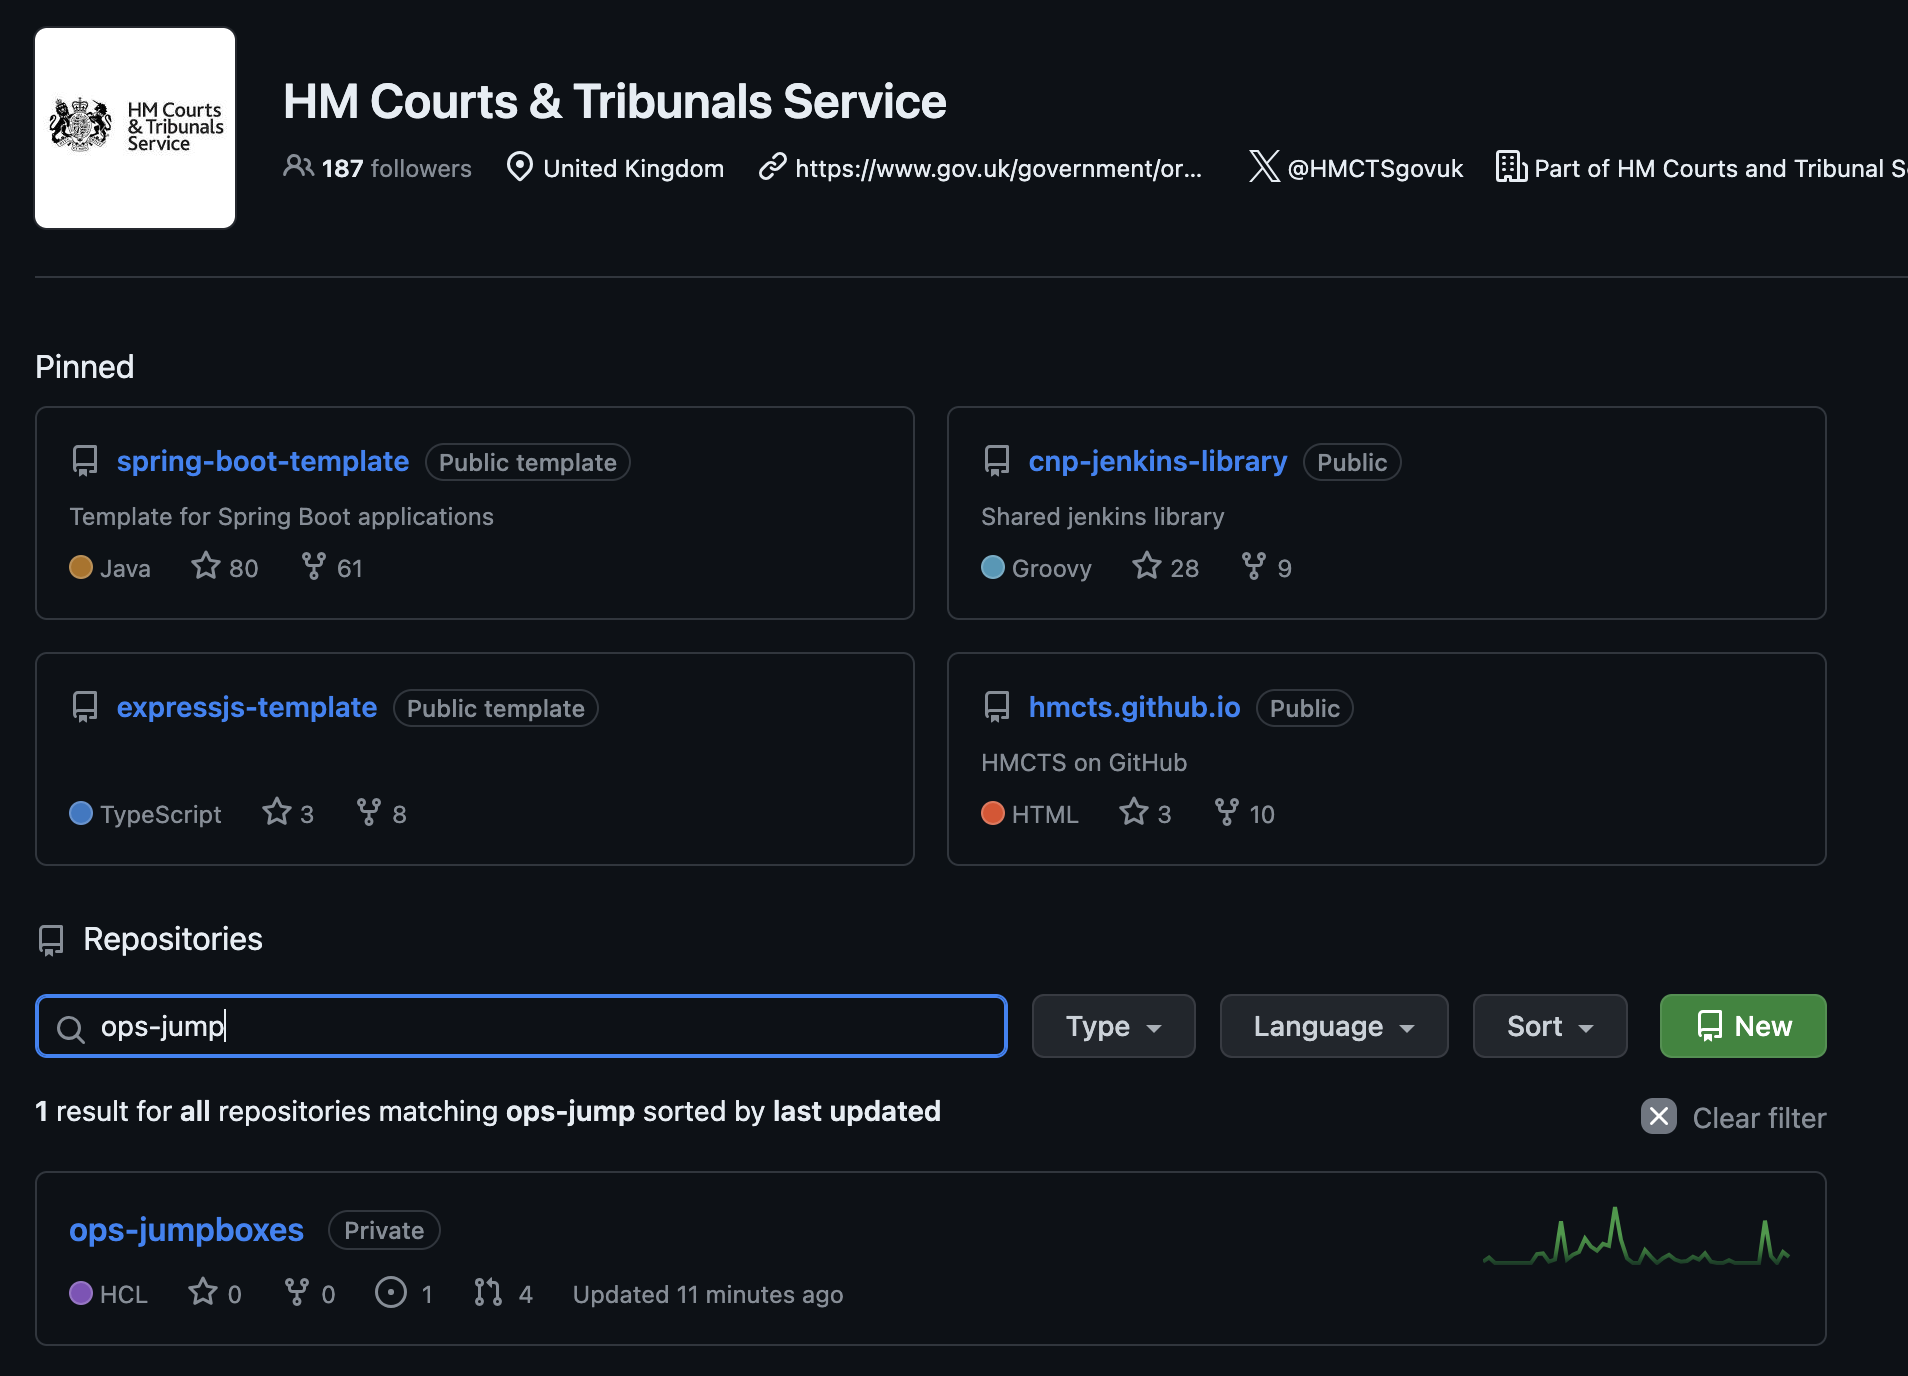 HM Courts
& Tribunals
Service
HM Courts & Tribunals Service
187 followers United Kingdom https://www.gov.uk/government/or... @HMCTSgovuk Part of HM Courts and Tribunal S
Pinned
spring-boot-template Public template
Template for Spring Boot applications
Java 80 61
cnp-jenkins-library Public
Shared jenkins library
Groovy 28 9
expressjs-template Public template
TypeScript 3 8
hmcts.github.io Public
HMCTS on GitHub
HTML 3 10
Repositories
ops-jump Type Language Sort New
1 result for all repositories matching ops-jump sorted by last updated Clear filter
ops-jumpboxes Private
HCL 0 0 1 4 Updated 11 minutes ago